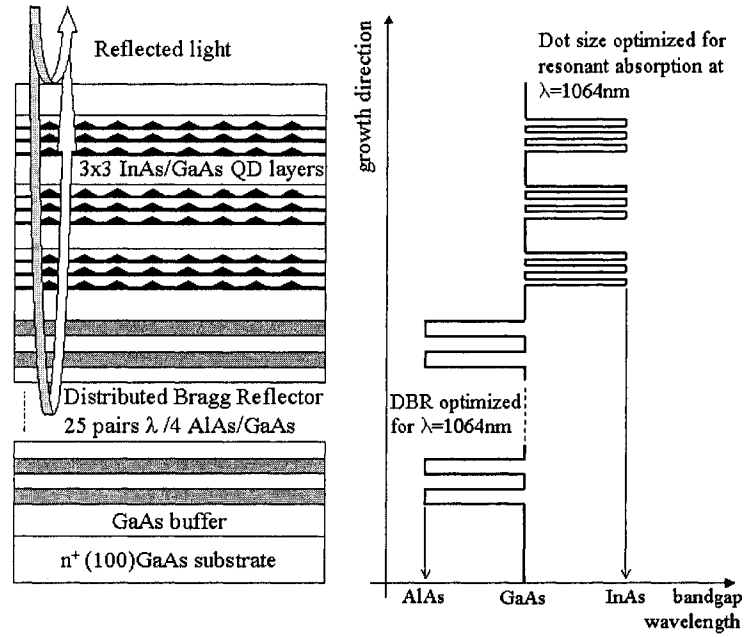 Reflected light
3x3 InAs/GaAs QD layers
Distributed Bragg Reflector
25 pairs λ /4 AlAs/GaAs
GaAs buffer
n⁺ (100)GaAs substrate
growth direction
Dot size optimized for
resonant absorption at
λ=1064nm
DBR optimized
for λ=1064nm
AlAs
GaAs
InAs
bandgap
wavelength